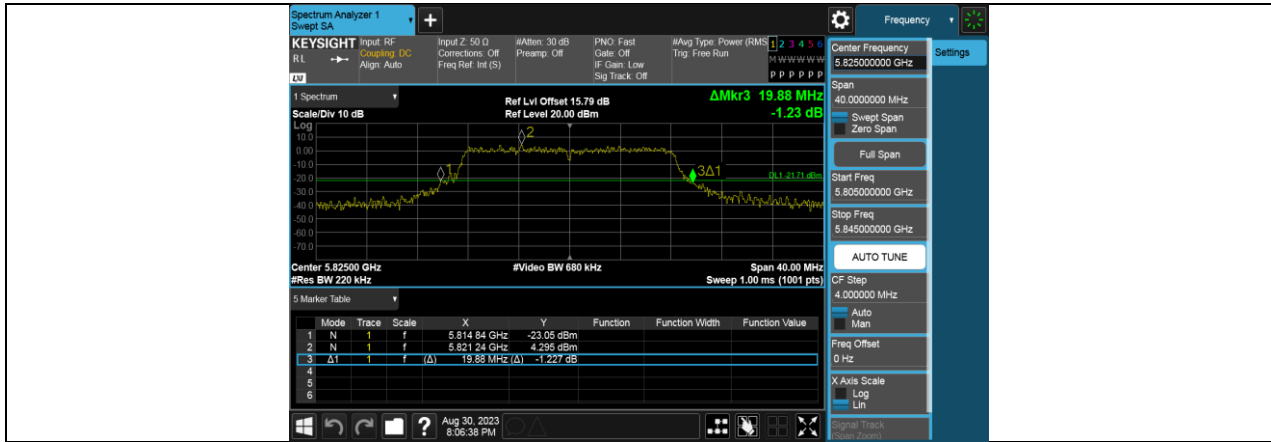 Spectrum Analyzer 1
Swept SA
+
Frequency
KEYSIGHT
RL
LXI
Input: RF
Coupling: DC
Align: Auto
Input Z: 50 Ω
Corrections: Off
Freq Ref: Int (S)
#Atten: 30 dB
Preamp: Off
PNO: Fast
Gate: Off
IF Gain: Low
Sig Track: Off
#Avg Type: Power (RMS
Trig: Free Run
1 2 3 4 5 6
M W W W W W
P P P P P P
1 Spectrum
Scale/Div 10 dB
Ref Lvl Offset 15.79 dB
Ref Level 20.00 dBm
ΔMkr3 19.88 MHz
-1.23 dB
Log
10.0
0.00
-10.0
-20.0
-30.0
-40.0
-50.0
-60.0
-70.0
1
2
3Δ1
DL1 -21.71 dBm
Center 5.82500 GHz
#Res BW 220 kHz
#Video BW 680 kHz
Span 40.00 MHz
Sweep 1.00 ms (1001 pts)
5 Marker Table
Mode Trace Scale X Y Function Function Width Function Value
1 N 1 f 5.814 84 GHz -23.05 dBm
2 N 1 f 5.821 24 GHz 4.295 dBm
3 Δ1 1 f (Δ) 19.88 MHz (Δ) -1.227 dB
4
5
6
?
Aug 30, 2023
8:06:38 PM
Center Frequency
5.825000000 GHz
Settings
Span
40.0000000 MHz
Swept Span
Zero Span
Full Span
Start Freq
5.805000000 GHz
Stop Freq
5.845000000 GHz
AUTO TUNE
CF Step
4.000000 MHz
Auto
Man
Freq Offset
0 Hz
X Axis Scale
Log
Lin
Signal Track
(Span Zoom)